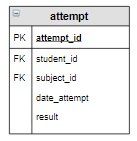 attempt
PK attempt_id
FK student_id
FK subject_id
date_attempt
result